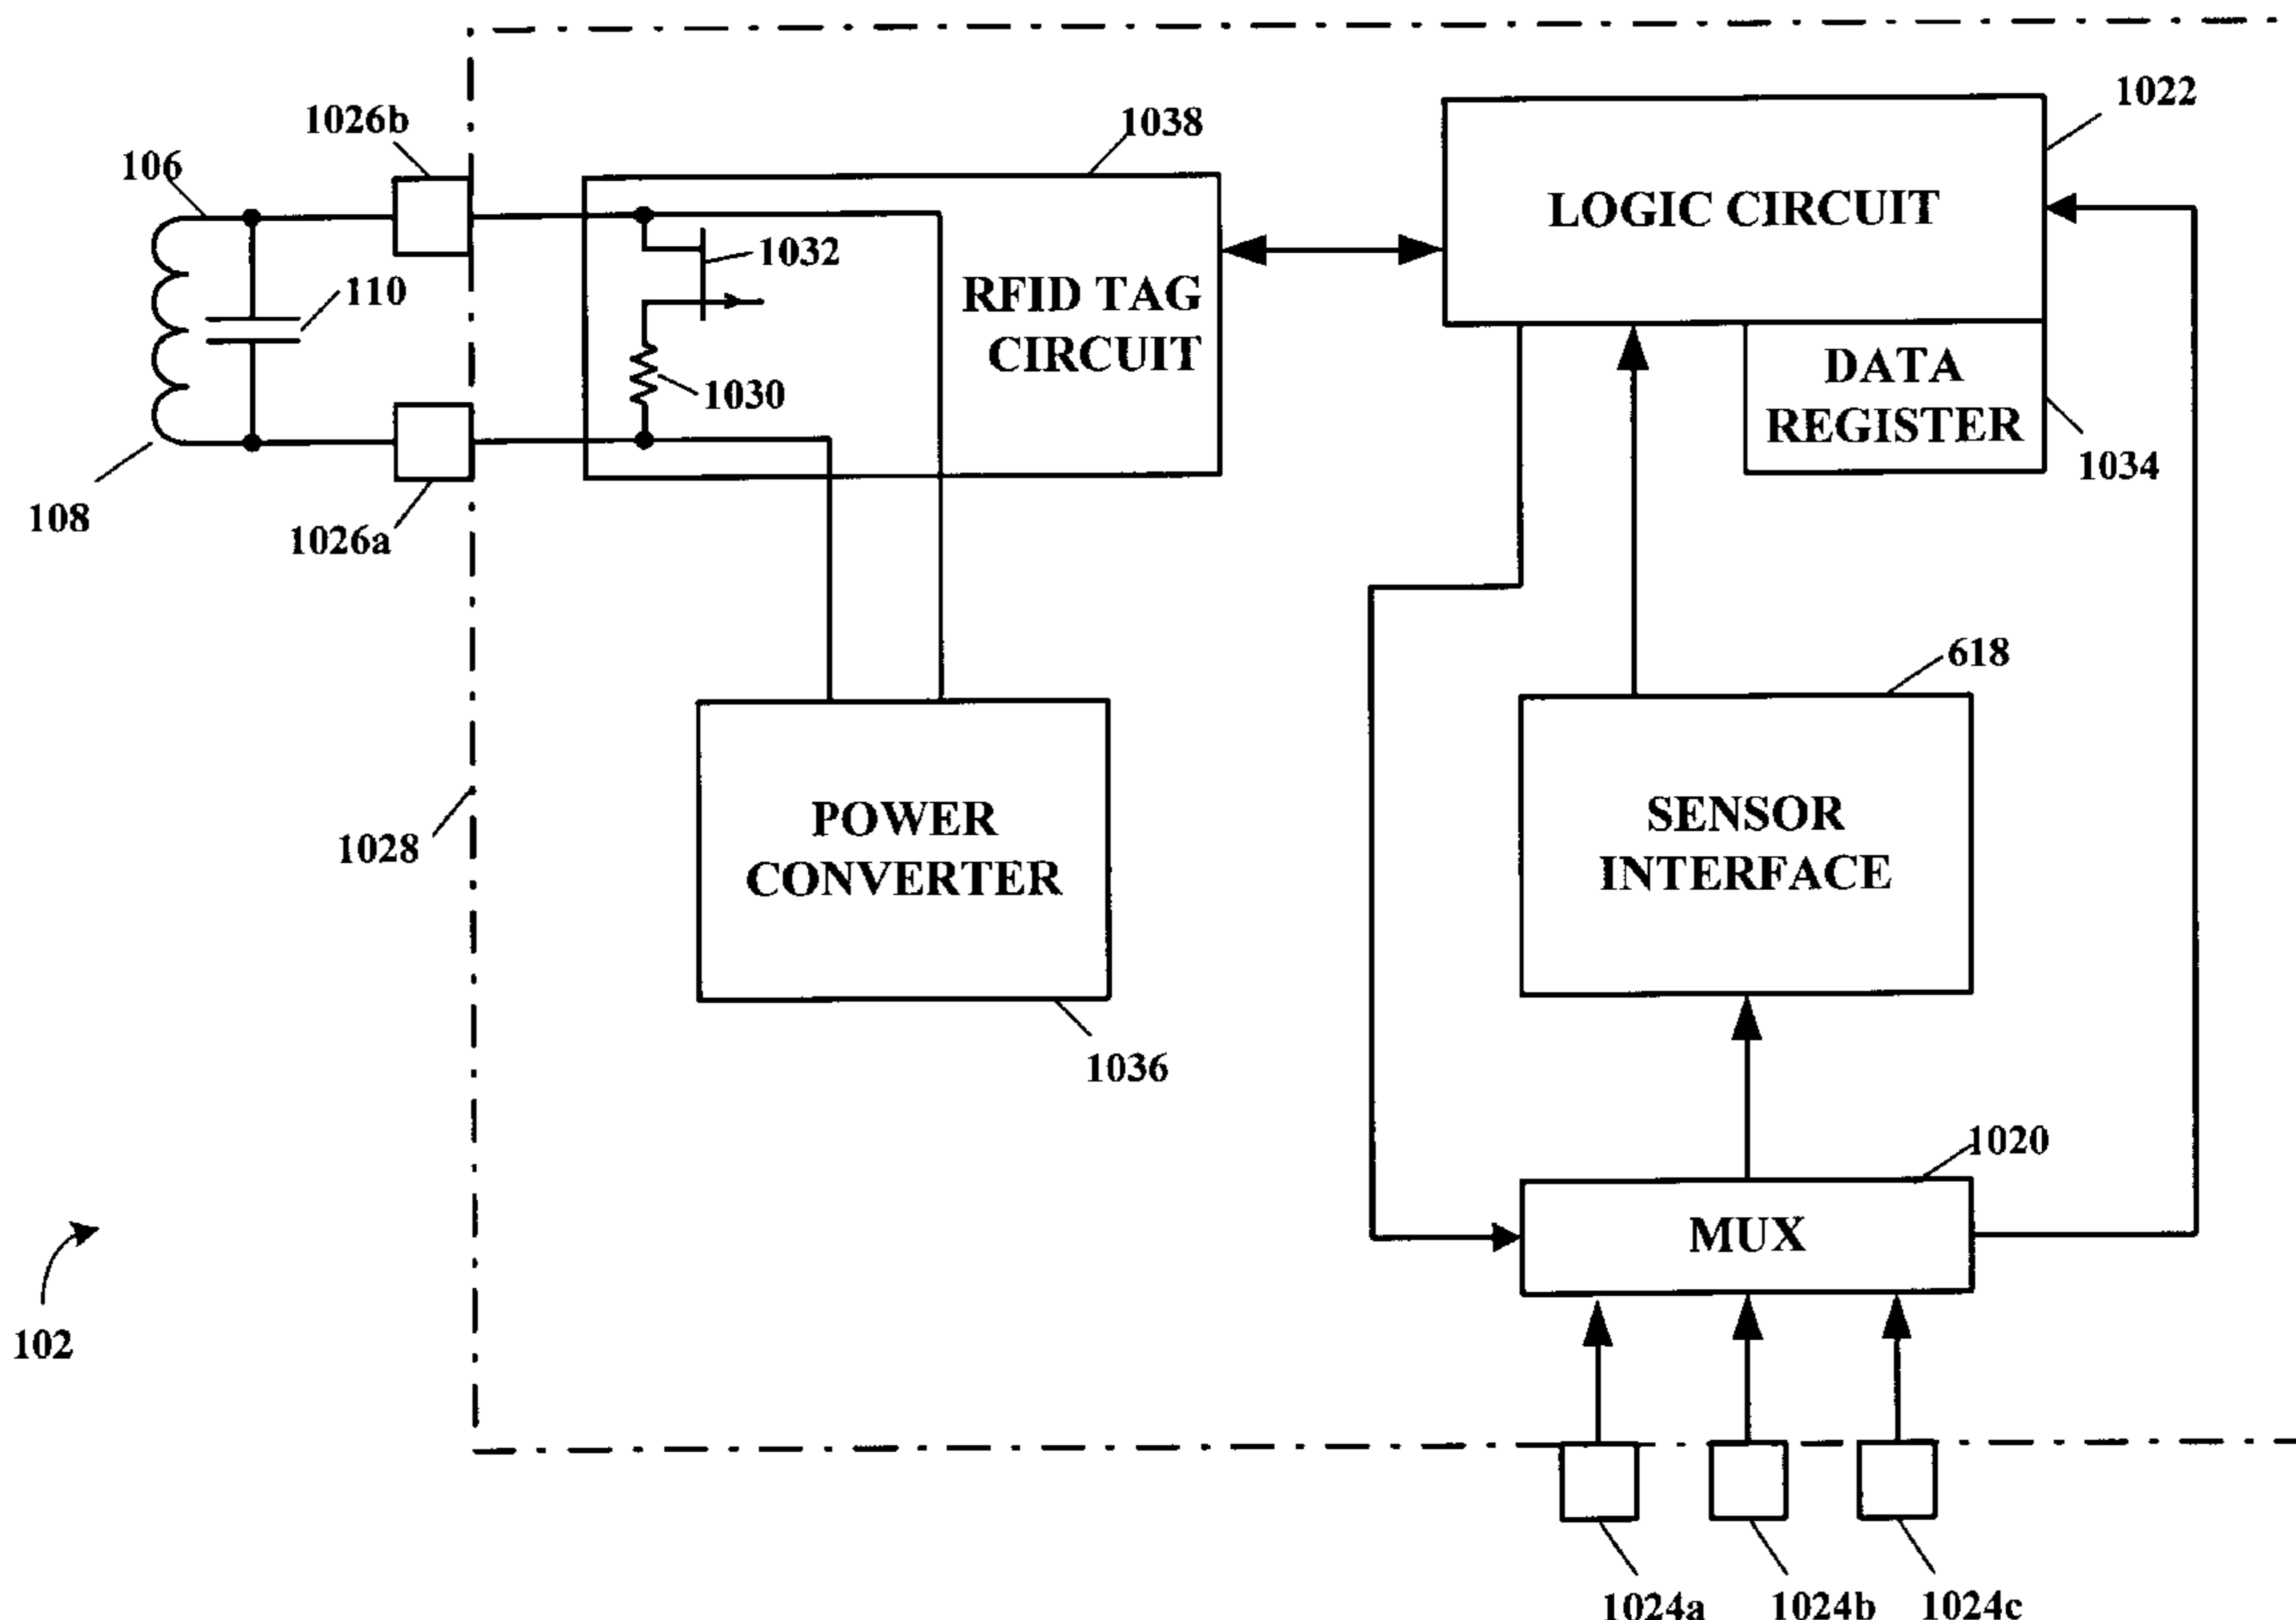 1022
1038
1026b
106
LOGIC CIRCUIT
1032
110
RFID TAG
CIRCUIT
DATA
REGISTER
1030
1034
108
1026a
618
SENSOR
INTERFACE
POWER
CONVERTER
1028
1036
1020
MUX
102
1024a
1024b
1024c